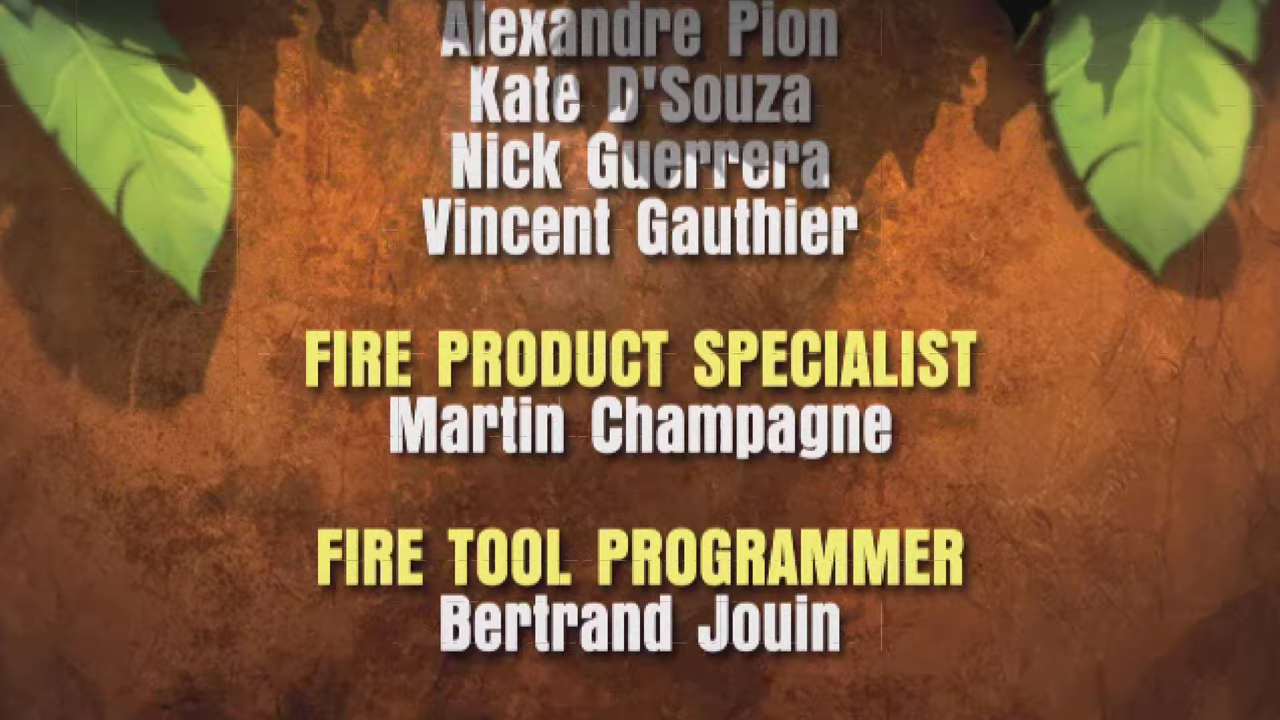 Alexandre Pion
Kate D'Souza
Nick Guerrera
Vincent Gauthier
FIRE PRODUCT SPECIALIST
Martin Champagne
FIRE TOOL PROGRAMMER
Bertrand Jouin